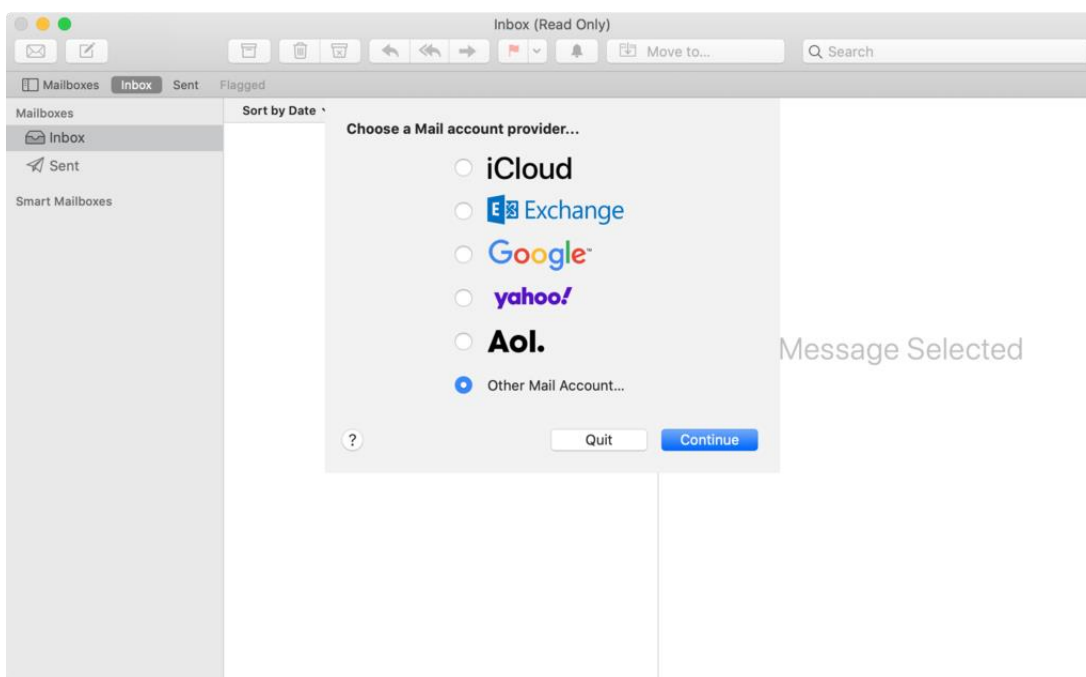 Inbox (Read Only)
Move to...
Search
Mailboxes Inbox Sent Flagged
Mailboxes
Inbox
Sent
Smart Mailboxes
Sort by Date
Choose a Mail account provider...
iCloud
E Exchange
Google™
yahoo!
Aol.
Other Mail Account...
? Quit Continue
Message Selected